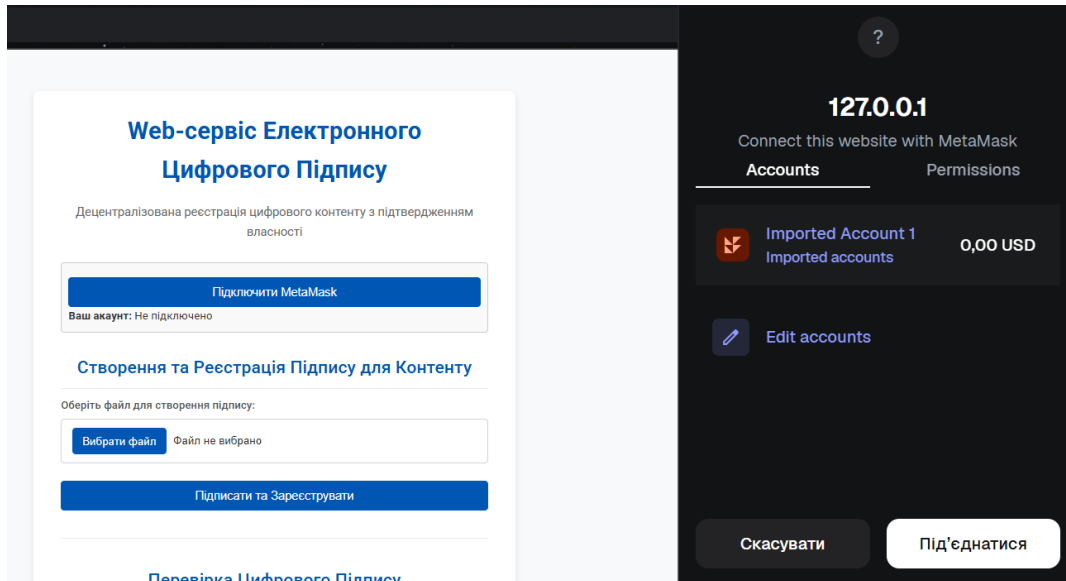 Web-сервіс Електронного
Цифрового Підпису
Децентралізована реєстрація цифрового контенту з підтвердженням
власності
Підключити MetaMask
Ваш акаунт: Не підключено
Створення та Реєстрація Підпису для Контенту
Оберіть файл для створення підпису:
Вибрати файл Файл не вибрано
Підписати та Зареєструвати
Перевірка Цифрового Підпису
?
127.0.0.1
Connect this website with MetaMask
Accounts Permissions
Imported Account 1
Imported accounts
0,00 USD
Edit accounts
Скасувати Під'єднатися